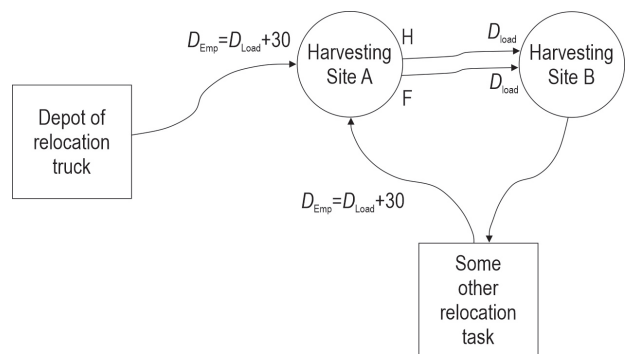 D_Emp=D_Load+30
Harvesting
Site A
H
F
D_load
D_load
Harvesting
Site B
Depot of
relocation
truck
D_Emp=D_Load+30
Some
other
relocation
task